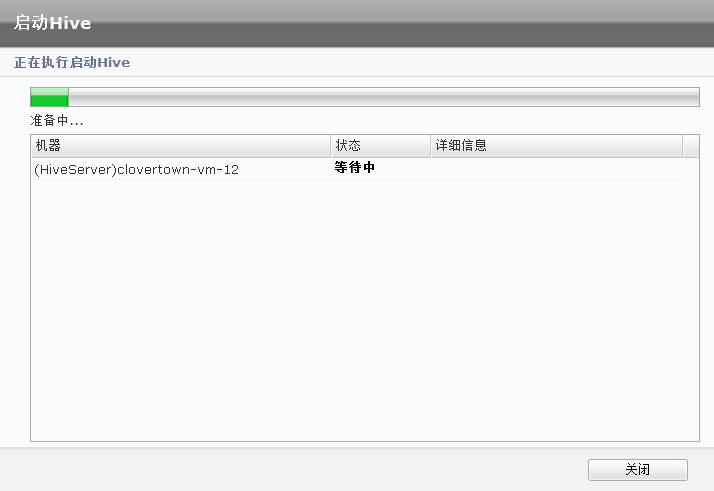 启动Hive
正在执行启动Hive
准备中...
机器 状态 详细信息
(HiveServer)clovertown-vm-12 等待中
关闭